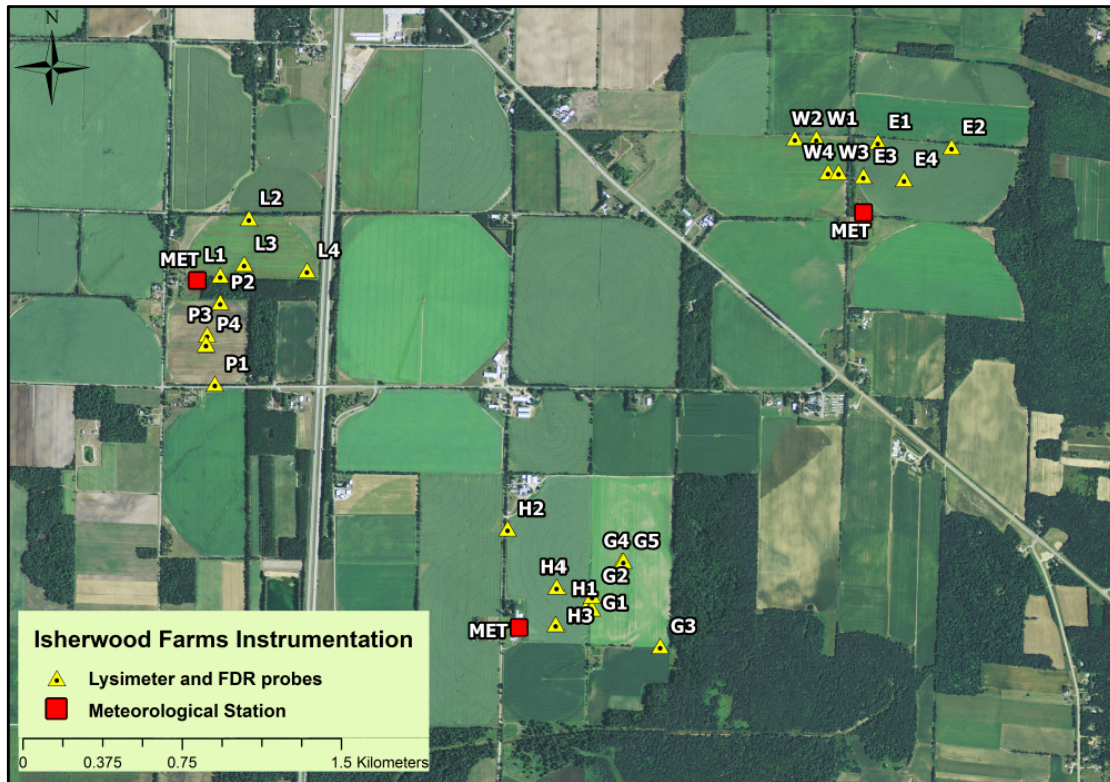 N
W2 W1
E1
E2
W4 W3
E3
E4
MET
L2
L3
L4
MET
L1
P2
P3
P4
P1
H2
G4 G5
G2
H4
H1
G1
H3
MET
G3
Isherwood Farms Instrumentation
Lysimeter and FDR probes
Meteorological Station
0 0.375 0.75 1.5 Kilometers